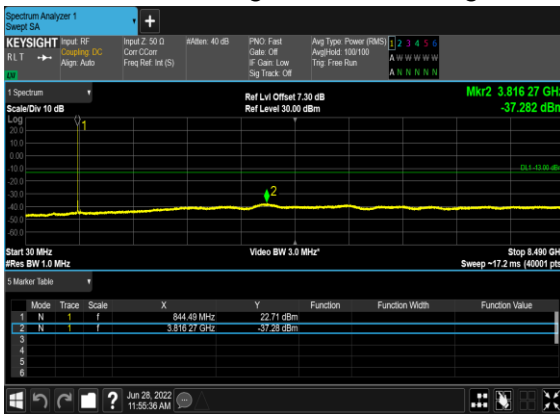 Spectrum Analyzer 1
Swept SA
KEYSIGHT Input: RF Input Z: 50 Ω #Atten: 40 dB PNO: Fast Avg Type: Power (RMS) 1 2 3 4 5 6
RLT Coupling: DC Corr CCorr Gate: Off Avg|Hold: 100/100 A W W W W W
Align: Auto Freq Ref: Int (S) IF Gain: Low Trig: Free Run
Sig Track: Off A N N N N N
LXI
1 Spectrum Ref Lvl Offset 7.30 dB Mkr2 3.816 27 GHz
Scale/Div 10 dB Ref Level 30.00 dBm -37.282 dBm
Log
20.0 1
10.0
0.00
-10.0 DL1 -13.00 dBm
-20.0
-30.0 2
-40.0
-50.0
-60.0
Start 30 MHz Video BW 3.0 MHz* Stop 8.490 GH
#Res BW 1.0 MHz Sweep ~17.2 ms (40001 pts
5 Marker Table
Mode Trace Scale X Y Function Function Width Function Value
1 N 1 f 844.49 MHz 22.71 dBm
2 N 1 f 3.816 27 GHz -37.28 dBm
3
4
5
6
? Jun 28, 2022
11:55:36 AM